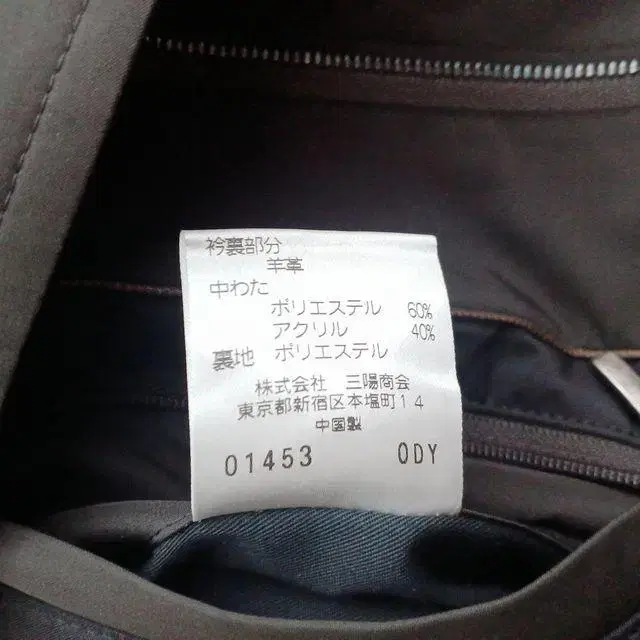 衿裏部分
羊革
中わた
ポリエステル 60%
アクリル 40%
裏地 ポリエステル
株式会社 三陽商会
東京都新宿区本塩町14
中国製
01453 ODY